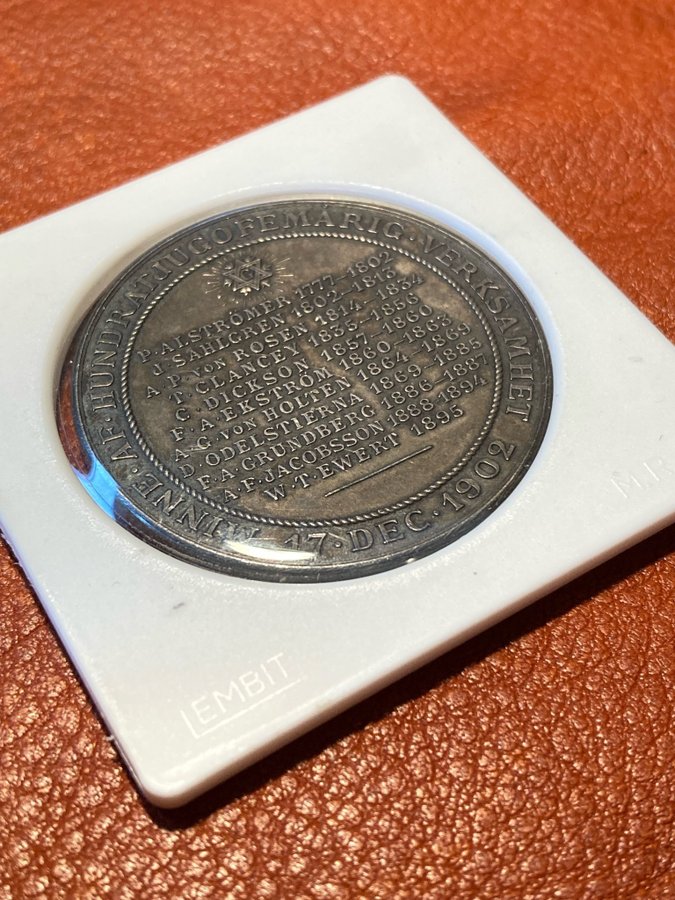 MINNE · AF · HUNDRATJUGOFEMÅRIG · VERKSAMHET
17 · DEC · 1902
P. ALSTRÖMER 1777–1802
J. SAHLGREN 1802–1813
A. P. VON ROSEN 1814–1834
T. CLANCEY 1835–1856
C. DICKSON 1857–1860
F. A. EKSTRÖM 1860–1863
A. G. VON HOLTEN 1864–1869
D. ODELSTIERNA 1869–1885
F. A. GRUNDBERG 1886–1887
A. F. JACOBSSON 1888–1894
W. T. EWERT 1895
LEMBIT